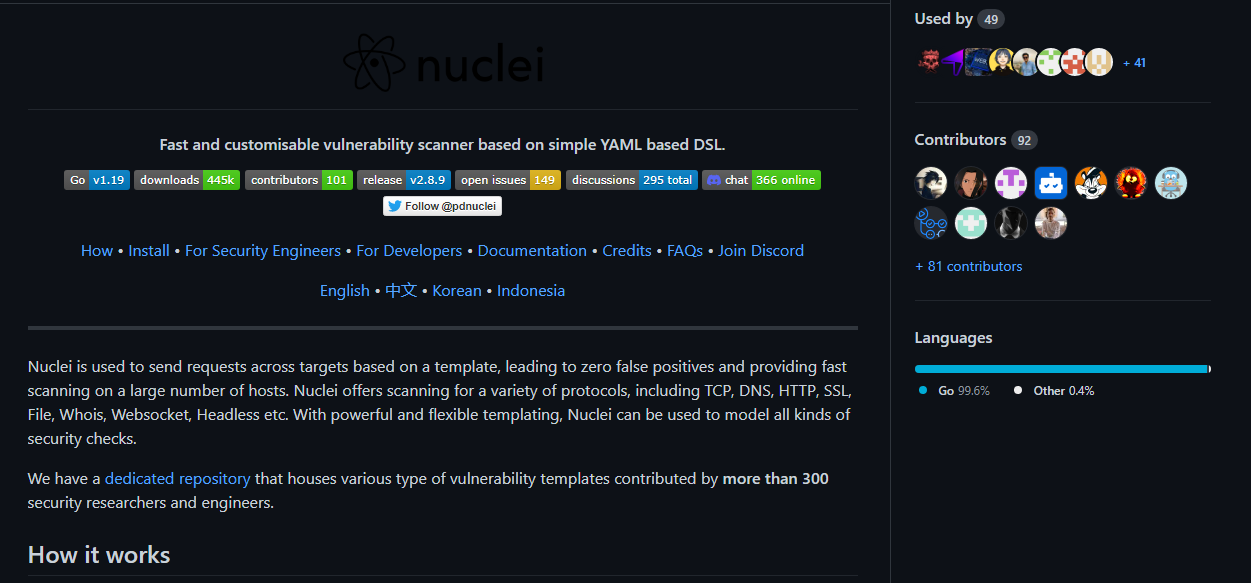 nuclei
Fast and customisable vulnerability scanner based on simple YAML based DSL.
Go v1.19 downloads 445k contributors 101 release v2.8.9 open issues 149 discussions 295 total chat 366 online
Follow @pdnuclei
How • Install • For Security Engineers • For Developers • Documentation • Credits • FAQs • Join Discord
English • 中文 • Korean • Indonesia
Nuclei is used to send requests across targets based on a template, leading to zero false positives and providing fast
scanning on a large number of hosts. Nuclei offers scanning for a variety of protocols, including TCP, DNS, HTTP, SSL,
File, Whois, Websocket, Headless etc. With powerful and flexible templating, Nuclei can be used to model all kinds of
security checks.
We have a dedicated repository that houses various type of vulnerability templates contributed by more than 300
security researchers and engineers.
How it works
Used by 49
+ 41
Contributors 92
+ 81 contributors
Languages
Go 99.6% Other 0.4%